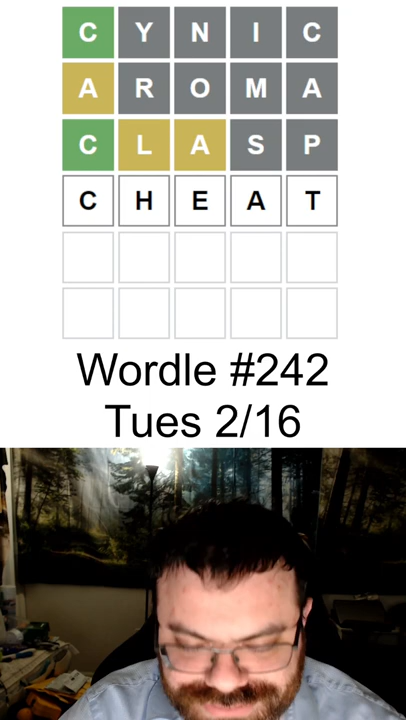 CYNIC
AROMA
CLASP
CHEAT
Wordle #242
Tues 2/16